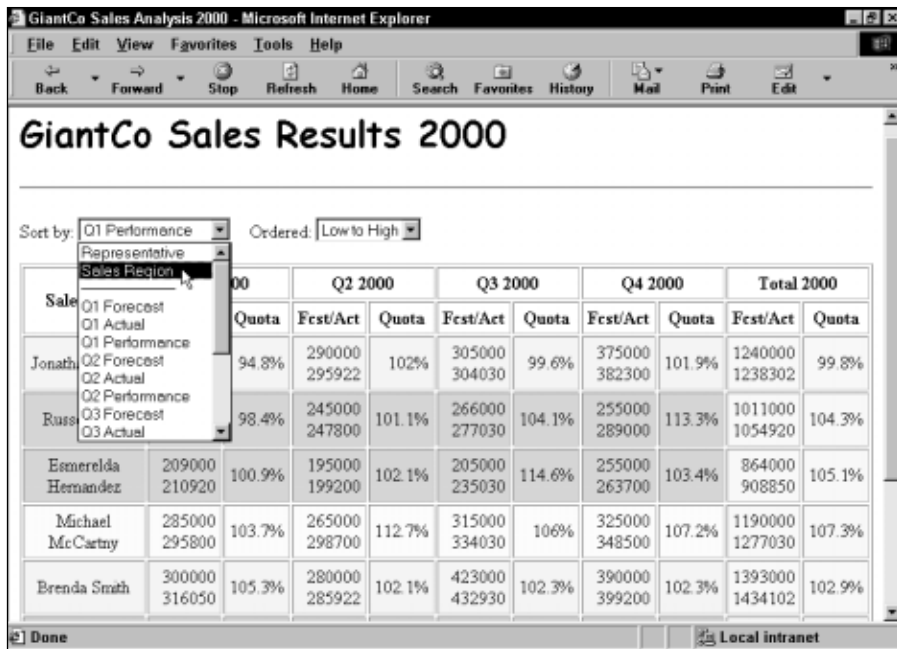 GiantCo Sales Analysis 2000 - Microsoft Internet Explorer
File Edit View Favorites Tools Help
Back Forward Stop Refresh Home Search Favorites History Mail Print Edit
GiantCo Sales Results 2000
Sort by: Q1 Performance Ordered: Low to High
Representative
Sales Region
Q1 Forecast
Q1 Actual
Q1 Performance
Q2 Forecast
Q2 Actual
Q2 Performance
Q3 Forecast
Q3 Actual
Sale 00 Q2 2000 Q3 2000 Q4 2000 Total 2000
Quota Fcst/Act Quota Fcst/Act Quota Fcst/Act Quota Fcst/Act Quota
Jonath 94.8% 290000 295922 102% 305000 304030 99.6% 375000 382300 101.9% 1240000 1238302 99.8%
Russ 98.4% 245000 247800 101.1% 266000 277030 104.1% 255000 289000 113.3% 1011000 1054920 104.3%
Esmerelda Hernandez 209000 210920 100.9% 195000 199200 102.1% 205000 235030 114.6% 255000 263700 103.4% 864000 908850 105.1%
Michael McCartny 285000 295800 103.7% 265000 298700 112.7% 315000 334030 106% 325000 348500 107.2% 1190000 1277030 107.3%
Brenda Smith 300000 316050 105.3% 280000 285922 102.1% 423000 432930 102.3% 390000 399200 102.3% 1393000 1434102 102.9%
Done Local intranet